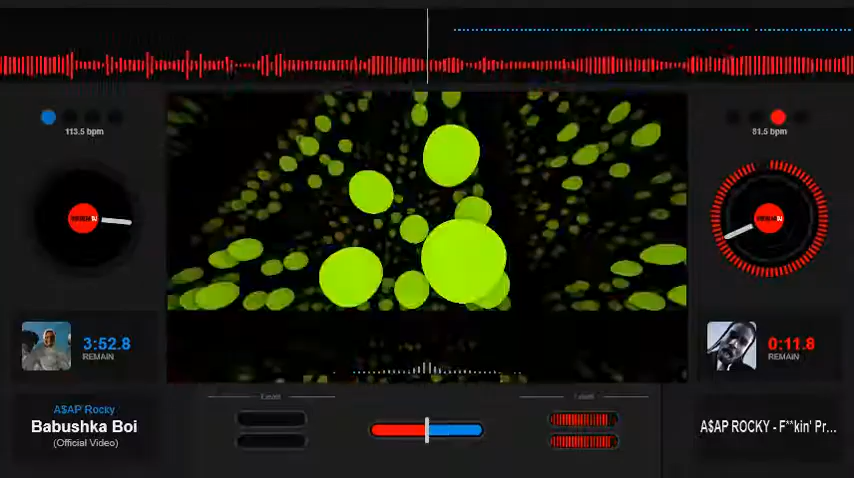 113.5 bpm
81.5 bpm
3:52.8
REMAIN
0:11.8
REMAIN
A$AP Rocky
Babushka Boi
(Official Video)
A$AP ROCKY - F**kin' Pr...